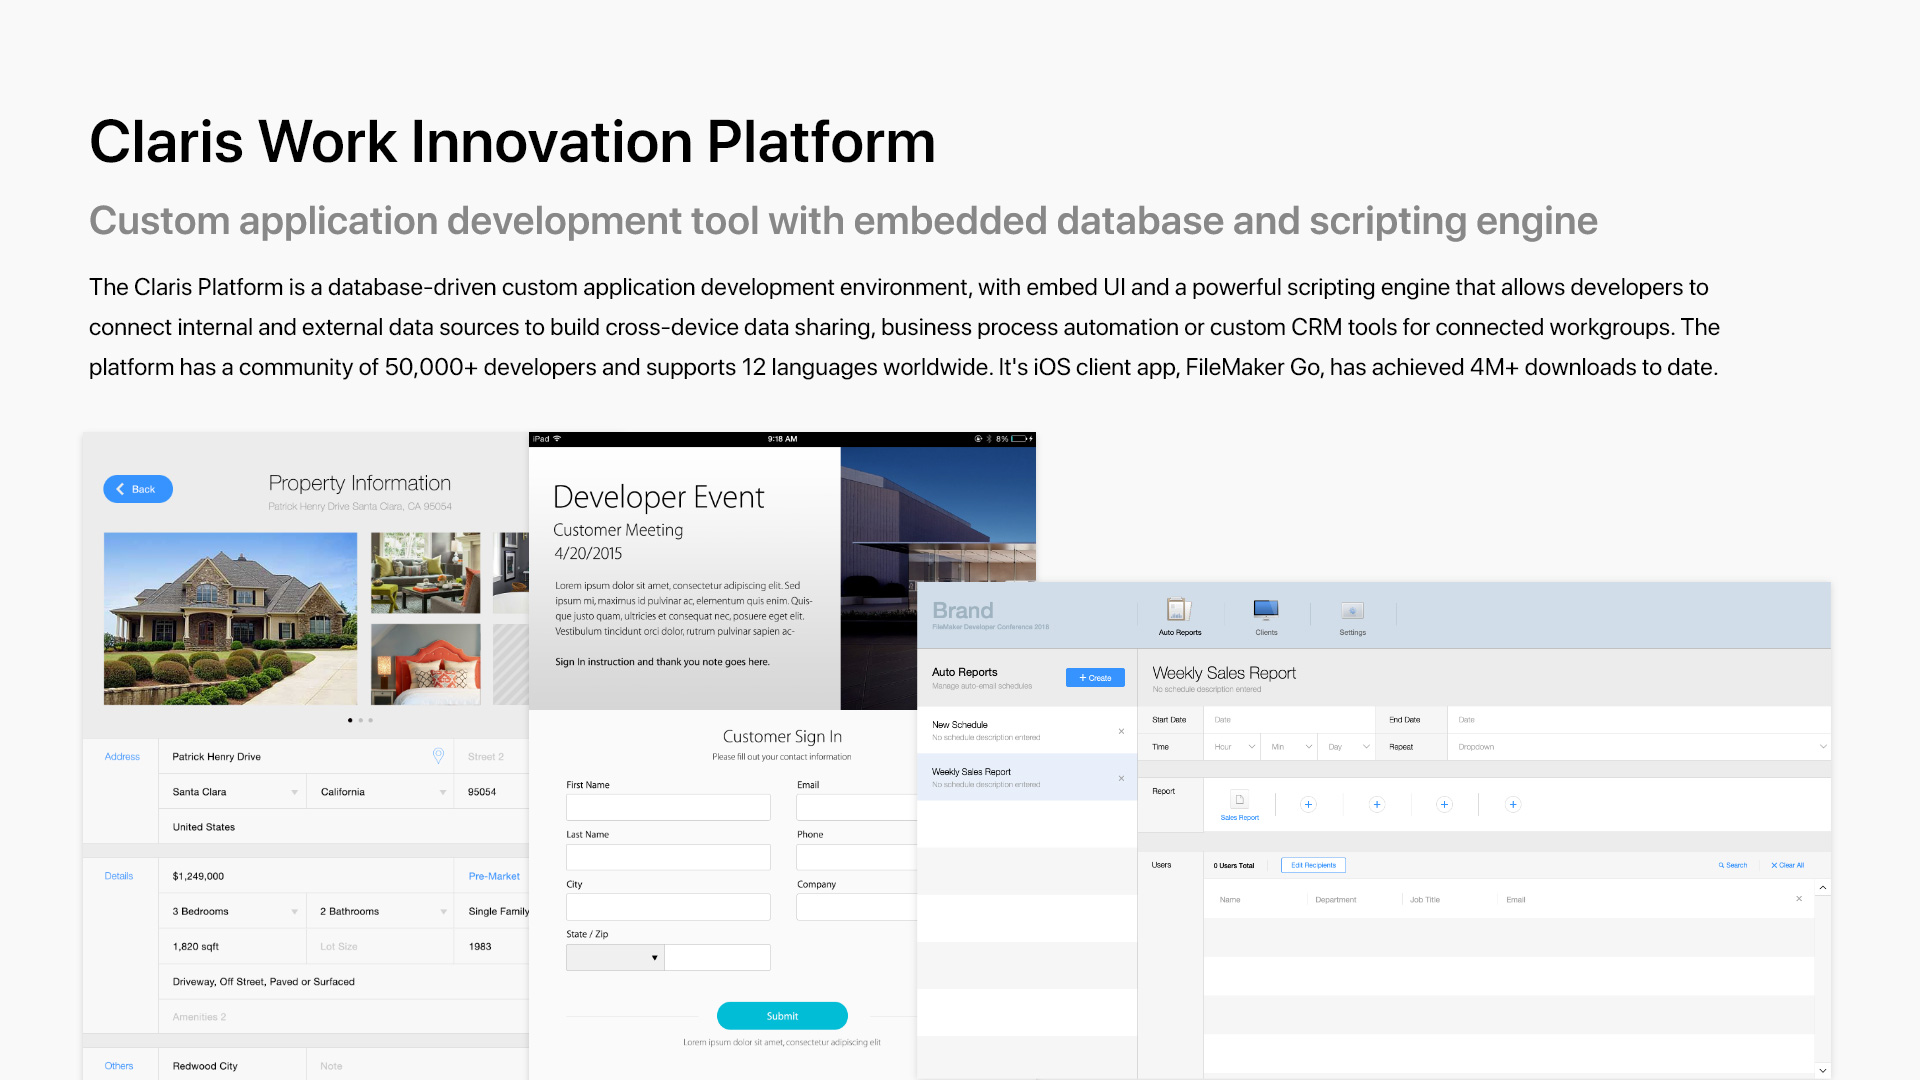 Claris Work Innovation Platform
Custom application development tool with embedded database and scripting engine
The Claris Platform is a database-driven custom application development environment, with embed UI and a powerful scripting engine that allows developers to
connect internal and external data sources to build cross-device data sharing, business process automation or custom CRM tools for connected workgroups. The
platform has a community of 50,000+ developers and supports 12 languages worldwide. It's iOS client app, FileMaker Go, has achieved 4M+ downloads to date.
Back
Property Information
Patrick Henry Drive Santa Clara, CA 95054
Address
Patrick Henry Drive
Street 2
Santa Clara
California
95054
United States
Details
$1,249,000
Pre-Market
3 Bedrooms
2 Bathrooms
Single Family
1,820 sqft
Lot Size
1983
Driveway, Off Street, Paved or Surfaced
Amenities 2
Others
Redwood City
Note
iPad
9:18 AM
8%
Developer Event
Customer Meeting
4/20/2015
Lorem ipsum dolor sit amet, consectetur adipiscing elit. Sed
ipsum mi, maximus id pulvinar ac, elementum quis enim. Quis-
que justo quam, ultricies et consequat nec, posuere eget elit.
Vestibulum tincidunt orci dolor, rutrum pulvinar sapien ac-
Sign In instruction and thank you note goes here.
Customer Sign In
Please fill out your contact information
First Name
Email
Last Name
Phone
City
Company
State / Zip
Submit
Lorem ipsum dolor sit amet, consectetur adipiscing elit
Brand
FileMaker Developer Conference 2016
Auto Reports
Clients
Settings
Auto Reports
Manage auto-email schedules
+ Create
New Schedule
No schedule description entered
Weekly Sales Report
No schedule description entered
Weekly Sales Report
No schedule description entered
Start Date
Date
End Date
Date
Time
Hour
Min
Day
Repeat
Dropdown
Report
Sales Report
Users
0 Users Total
Edit Recipients
Search
Clear All
Name
Department
Job Title
Email